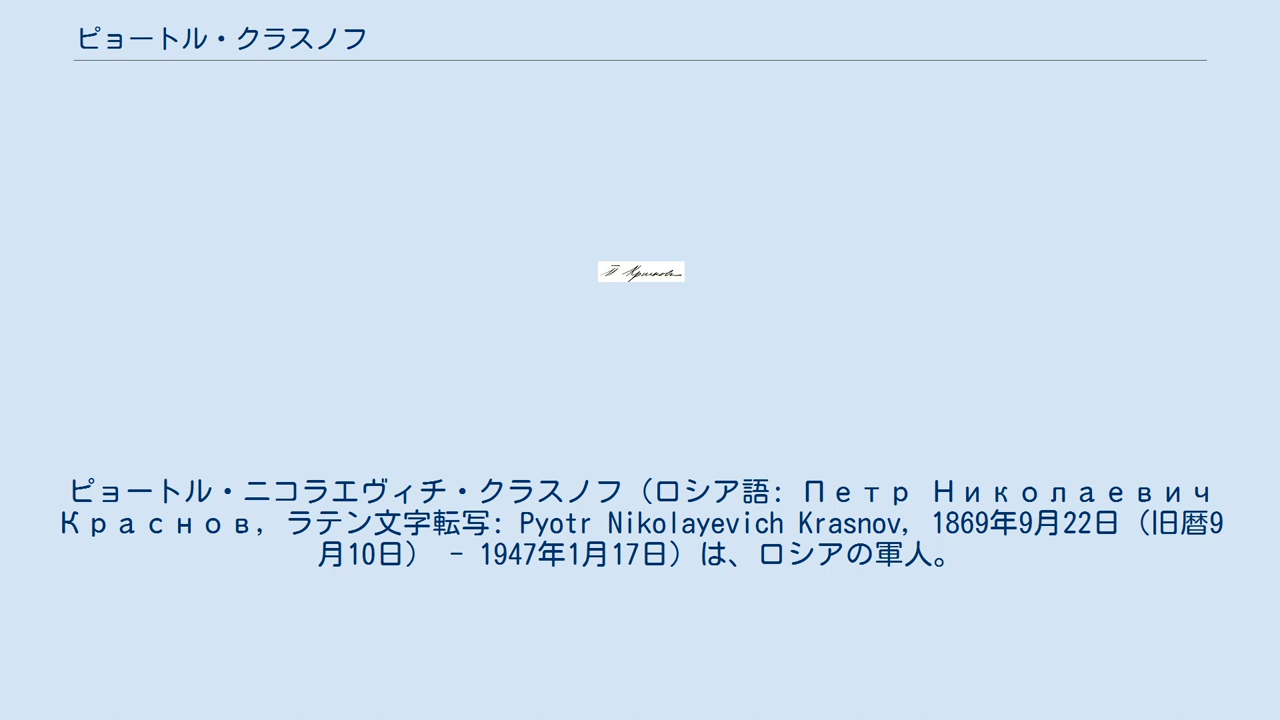 ピョートル・クラスノフ
ピョートル・ニコラエヴィチ・クラスノフ（ロシア語: Петр Николаевич
Краснов, ラテン文字転写: Pyotr Nikolayevich Krasnov, 1869年9月22日（旧暦9
月10日） - 1947年1月17日）は、ロシアの軍人。